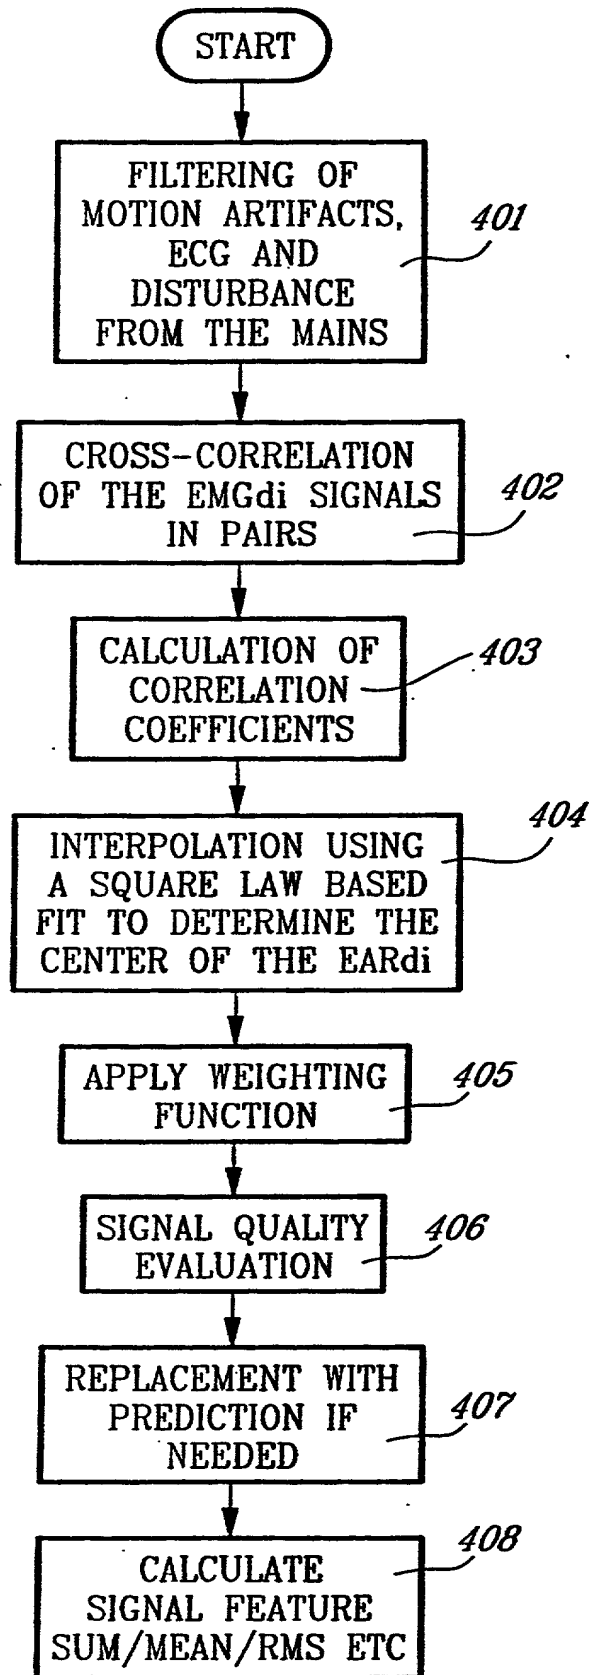 START
FILTERING OF
MOTION ARTIFACTS,
ECG AND
DISTURBANCE
FROM THE MAINS
401
CROSS-CORRELATION
OF THE EMGdi SIGNALS
IN PAIRS
402
CALCULATION OF
CORRELATION
COEFFICIENTS
403
INTERPOLATION USING
A SQUARE LAW BASED
FIT TO DETERMINE THE
CENTER OF THE EARdi
404
APPLY WEIGHTING
FUNCTION
405
SIGNAL QUALITY
EVALUATION
406
REPLACEMENT WITH
PREDICTION IF
NEEDED
407
CALCULATE
SIGNAL FEATURE
SUM/MEAN/RMS ETC
408